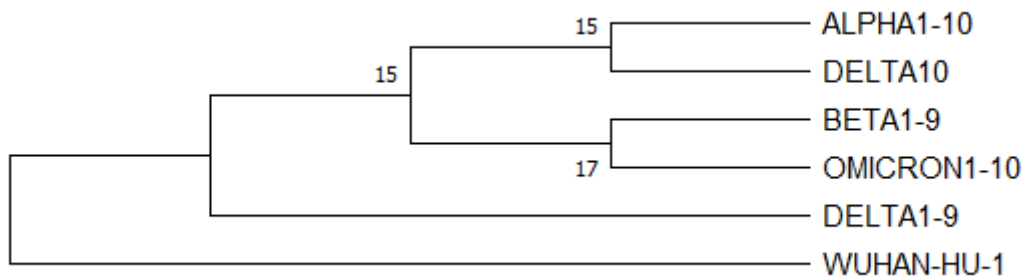 15 ALPHA1-10
15 DELTA10
BETA1-9
17 OMICRON1-10
DELTA1-9
WUHAN-HU-1